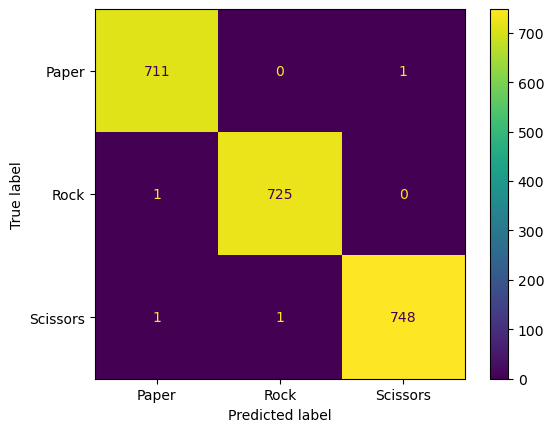 Paper 711 0 1
Rock 1 725 0
Scissors 1 1 748
True label
Paper Rock Scissors
Predicted label
700
600
500
400
300
200
100
0